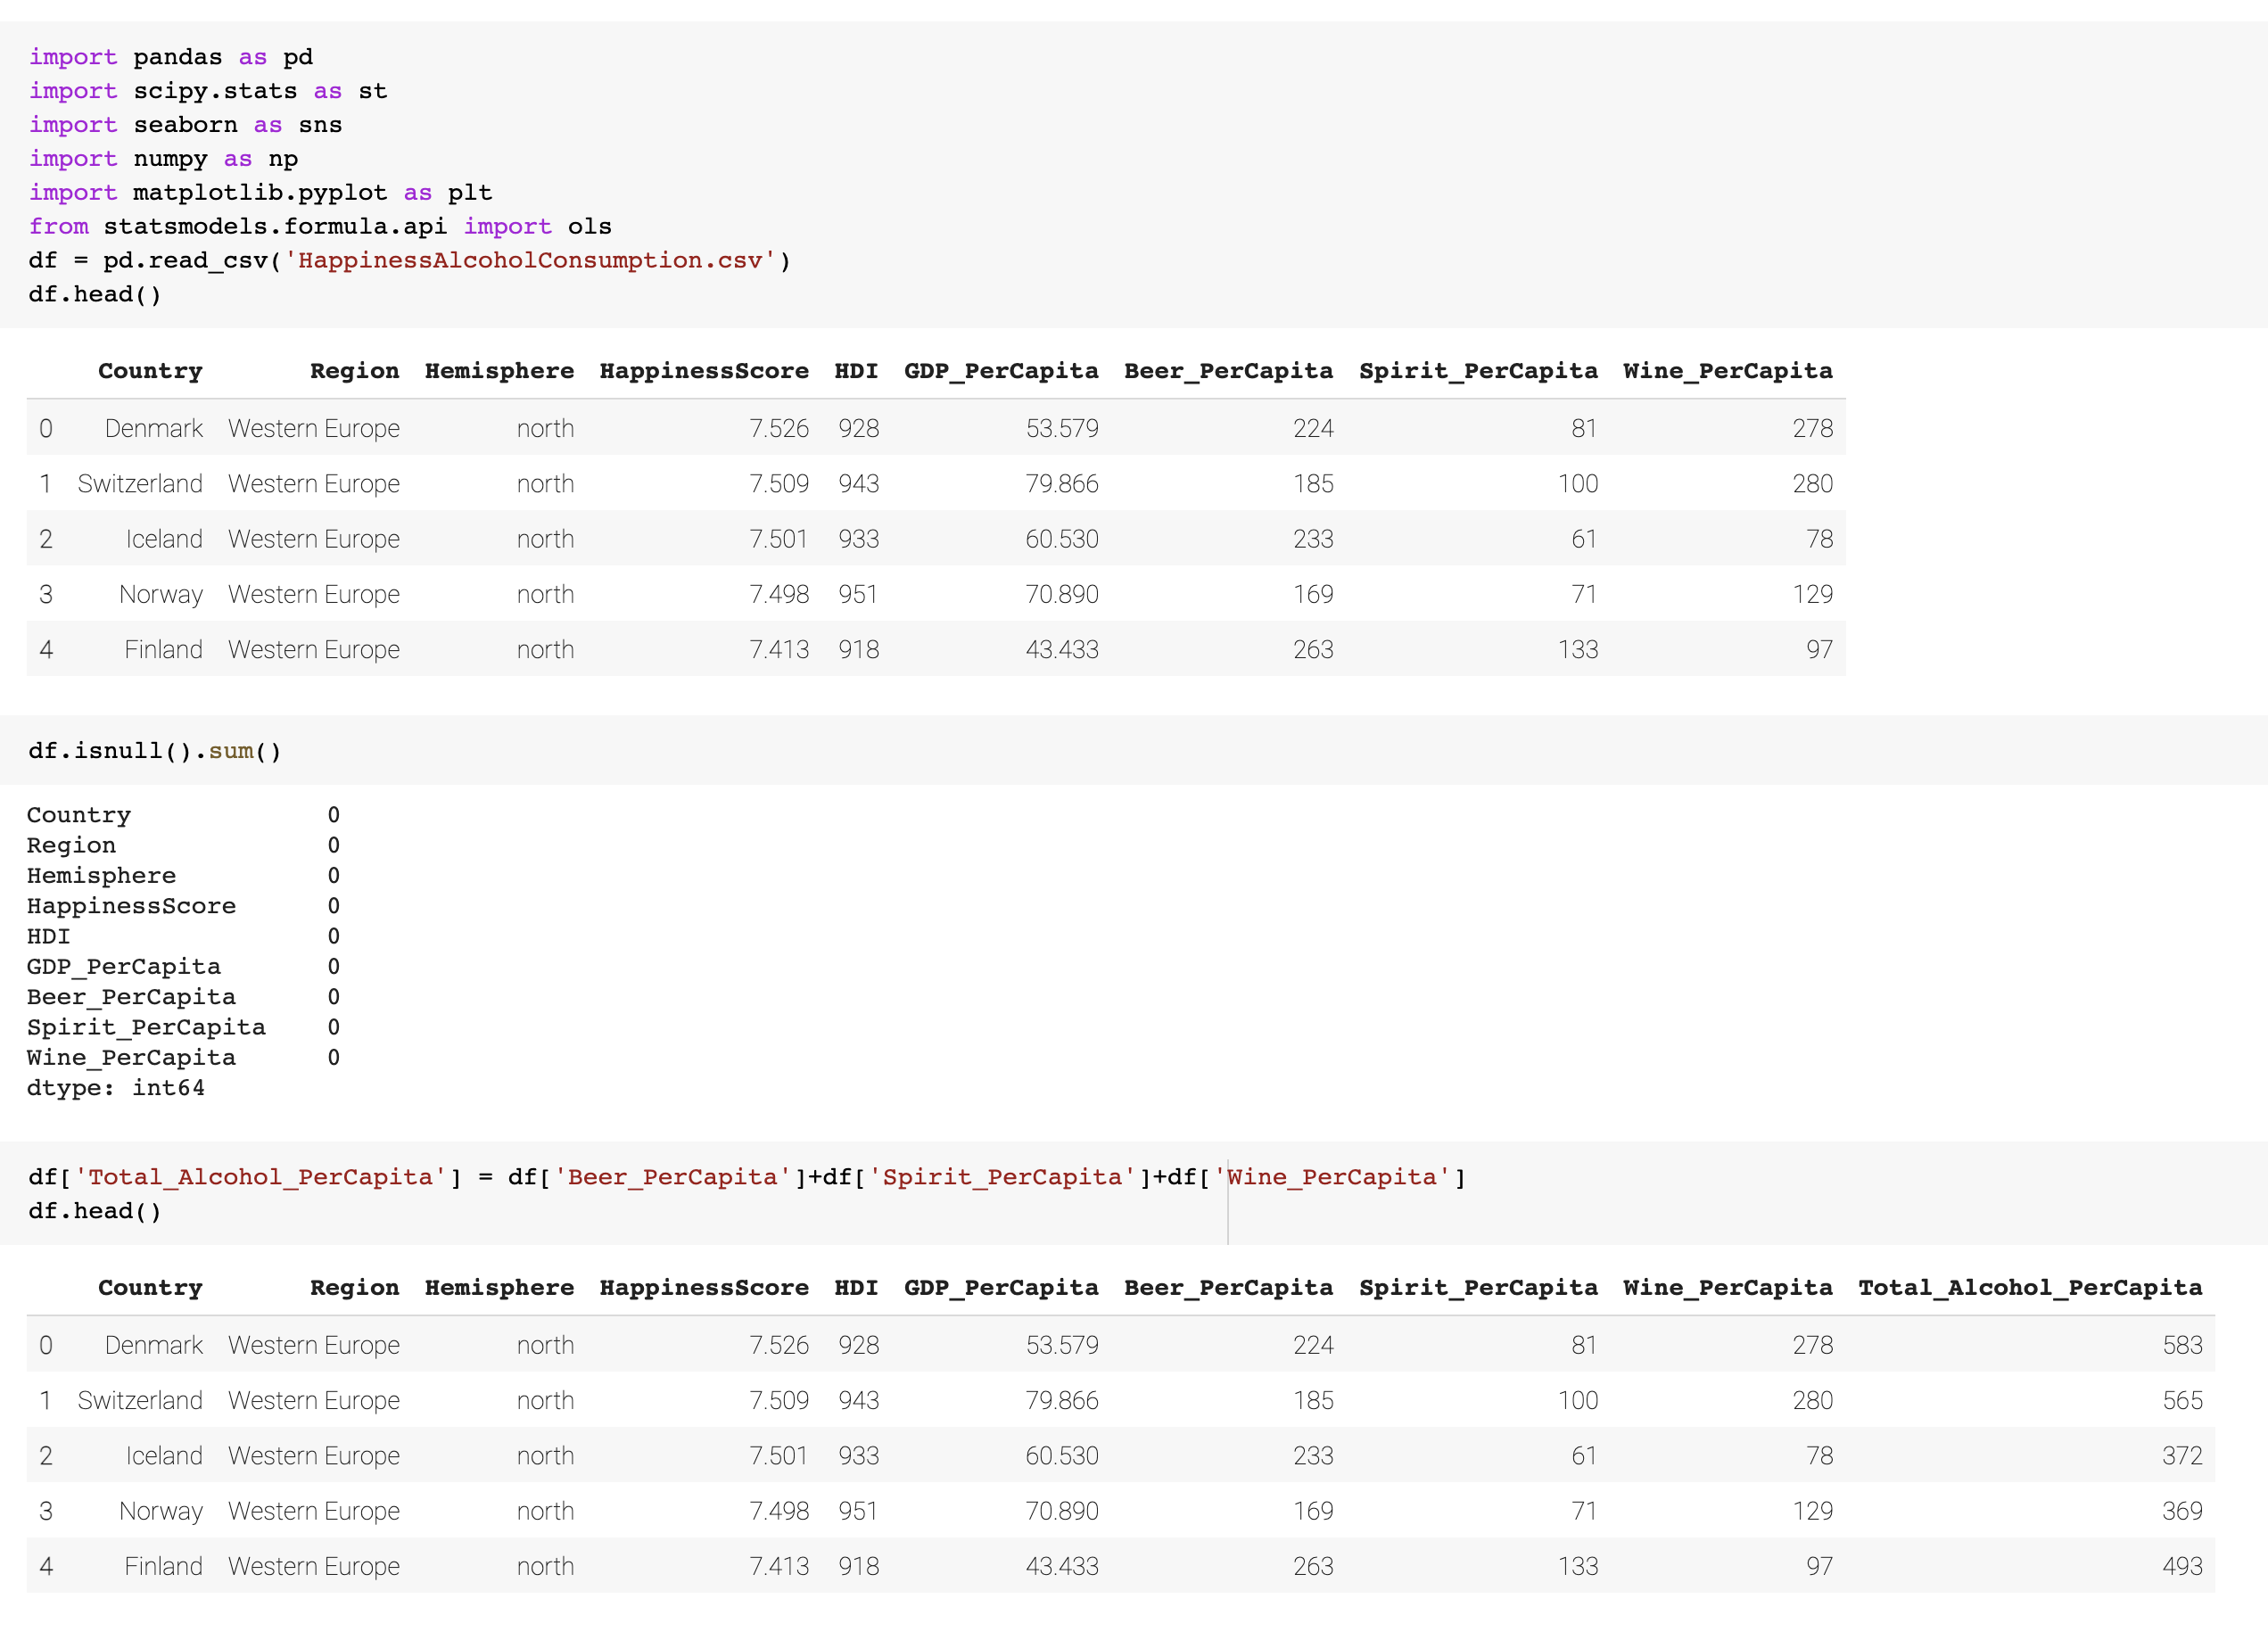 import pandas as pd
import scipy.stats as st
import seaborn as sns
import numpy as np
import matplotlib.pyplot as plt
from statsmodels.formula.api import ols
df = pd.read_csv('HappinessAlcoholConsumption.csv')
df.head()
Country Region Hemisphere HappinessScore HDI GDP_PerCapita Beer_PerCapita Spirit_PerCapita Wine_PerCapita
0 Denmark Western Europe north 7.526 928 53.579 224 81 278
1 Switzerland Western Europe north 7.509 943 79.866 185 100 280
2 Iceland Western Europe north 7.501 933 60.530 233 61 78
3 Norway Western Europe north 7.498 951 70.890 169 71 129
4 Finland Western Europe north 7.413 918 43.433 263 133 97
df.isnull().sum()
Country 0
Region 0
Hemisphere 0
HappinessScore 0
HDI 0
GDP_PerCapita 0
Beer_PerCapita 0
Spirit_PerCapita 0
Wine_PerCapita 0
dtype: int64
df['Total_Alcohol_PerCapita'] = df['Beer_PerCapita']+df['Spirit_PerCapita']+df['Wine_PerCapita']
df.head()
Country Region Hemisphere HappinessScore HDI GDP_PerCapita Beer_PerCapita Spirit_PerCapita Wine_PerCapita Total_Alcohol_PerCapita
0 Denmark Western Europe north 7.526 928 53.579 224 81 278 583
1 Switzerland Western Europe north 7.509 943 79.866 185 100 280 565
2 Iceland Western Europe north 7.501 933 60.530 233 61 78 372
3 Norway Western Europe north 7.498 951 70.890 169 71 129 369
4 Finland Western Europe north 7.413 918 43.433 263 133 97 493